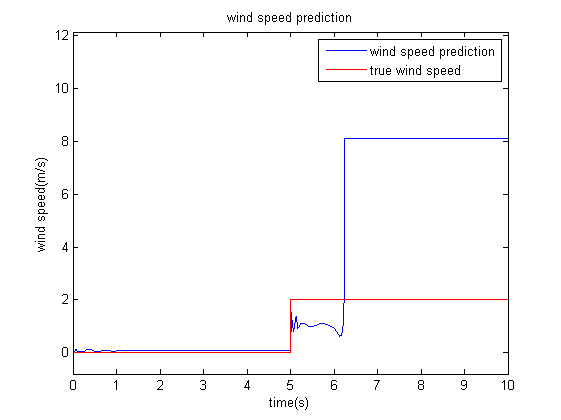 wind speed prediction
12
10
8
6
4
2
0
wind speed(m/s)
wind speed prediction
true wind speed
0 1 2 3 4 5 6 7 8 9 10
time(s)